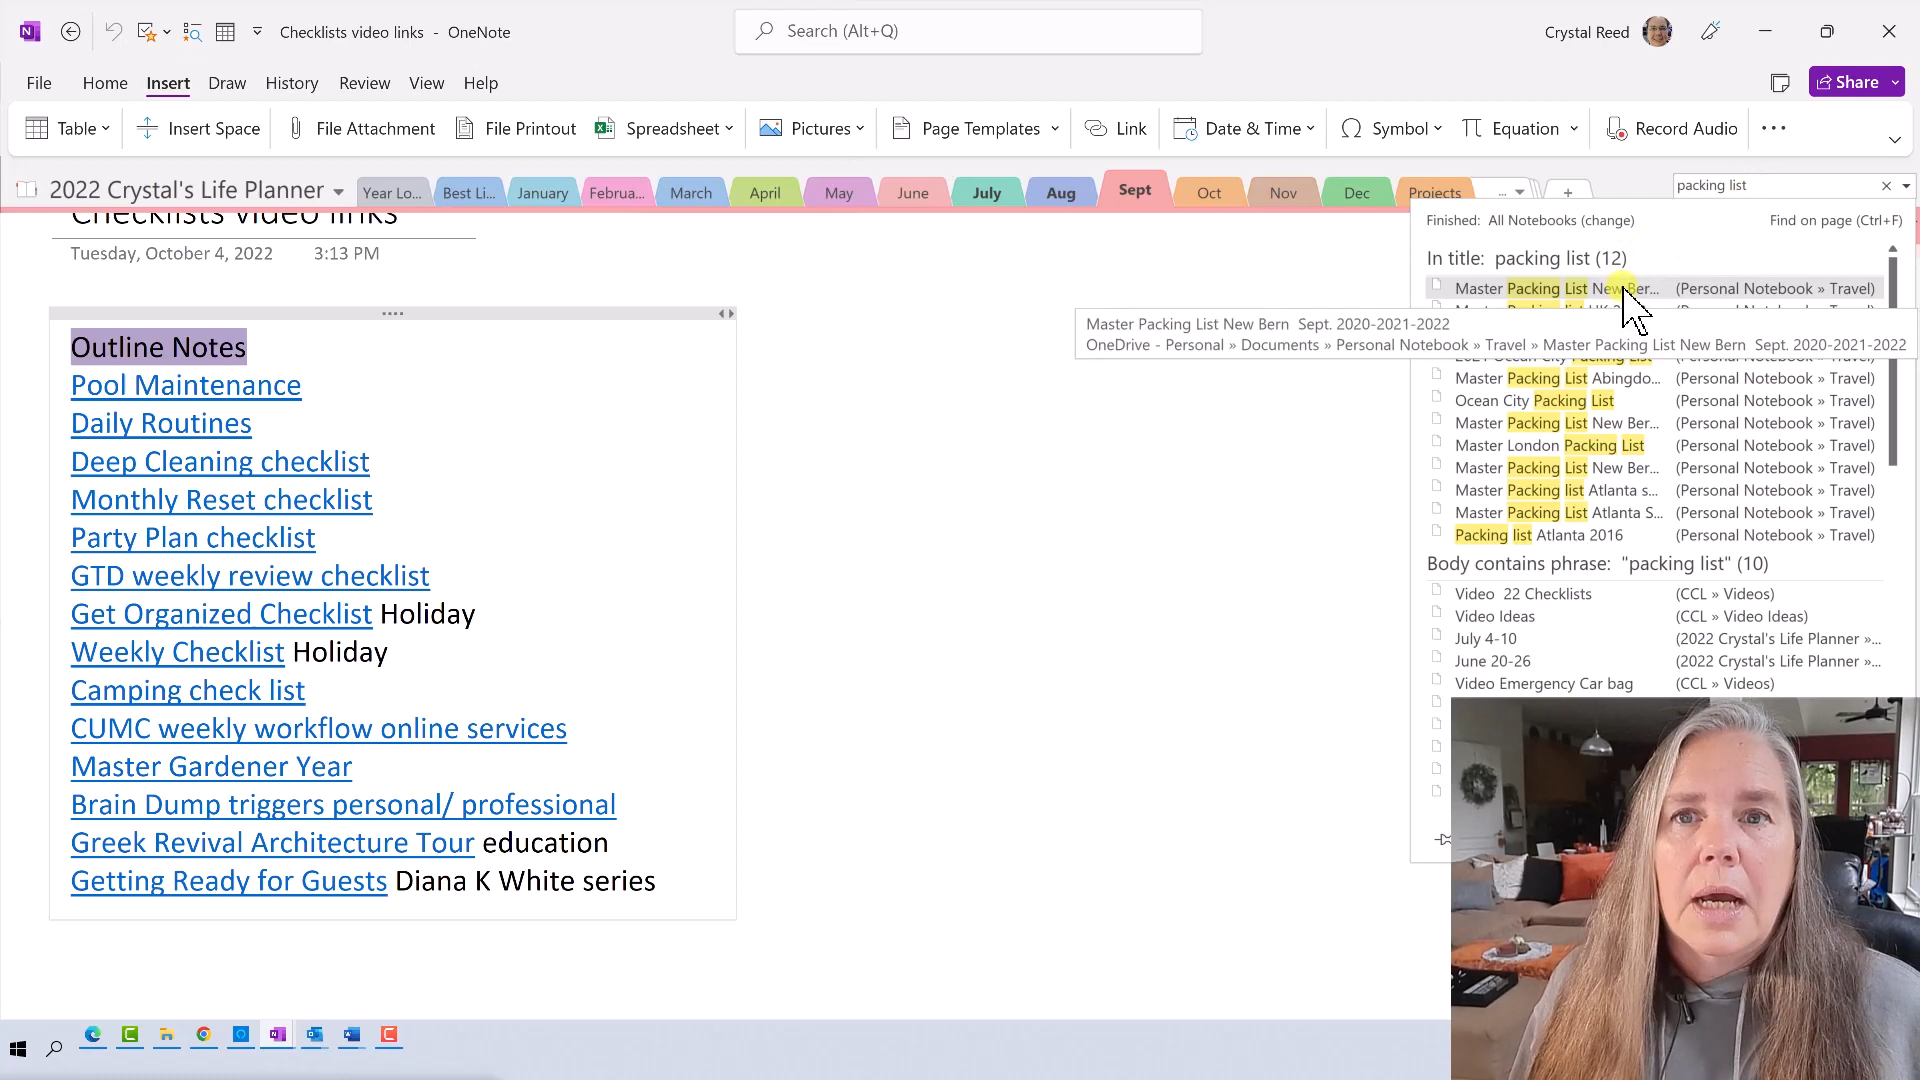 Checklists video links - OneNote
Search (Alt+Q)
Crystal Reed
File Home Insert Draw History Review View Help
Share
Table Insert Space File Attachment File Printout Spreadsheet Pictures Page Templates Link Date & Time Symbol Equation Record Audio
2022 Crystal's Life Planner Year Lo... Best Li... January Februa... March April May June July Aug Sept Oct Nov Dec Projects ... +
packing list
Checklists video links
Tuesday, October 4, 2022 3:13 PM
Outline Notes
Pool Maintenance
Daily Routines
Deep Cleaning checklist
Monthly Reset checklist
Party Plan checklist
GTD weekly review checklist
Get Organized Checklist Holiday
Weekly Checklist Holiday
Camping check list
CUMC weekly workflow online services
Master Gardener Year
Brain Dump triggers personal/ professional
Greek Revival Architecture Tour education
Getting Ready for Guests Diana K White series
Finished: All Notebooks (change) Find on page (Ctrl+F)
In title: packing list (12)
Master Packing List New Ber... (Personal Notebook » Travel)
Master Packing List New Bern Sept. 2020-2021-2022
OneDrive - Personal » Documents » Personal Notebook » Travel » Master Packing List New Bern Sept. 2020-2021-2022
2021 Ocean City Packing List
Master Packing List Abingdo... (Personal Notebook » Travel)
Ocean City Packing List (Personal Notebook » Travel)
Master Packing List New Ber... (Personal Notebook » Travel)
Master London Packing List (Personal Notebook » Travel)
Master Packing List New Ber... (Personal Notebook » Travel)
Master Packing list Atlanta s... (Personal Notebook » Travel)
Master Packing List Atlanta S... (Personal Notebook » Travel)
Packing list Atlanta 2016 (Personal Notebook » Travel)
Body contains phrase: "packing list" (10)
Video 22 Checklists (CCL » Videos)
Video Ideas (CCL » Video Ideas)
July 4-10 (2022 Crystal's Life Planner »...
June 20-26 (2022 Crystal's Life Planner »...
Video Emergency Car bag (CCL » Videos)